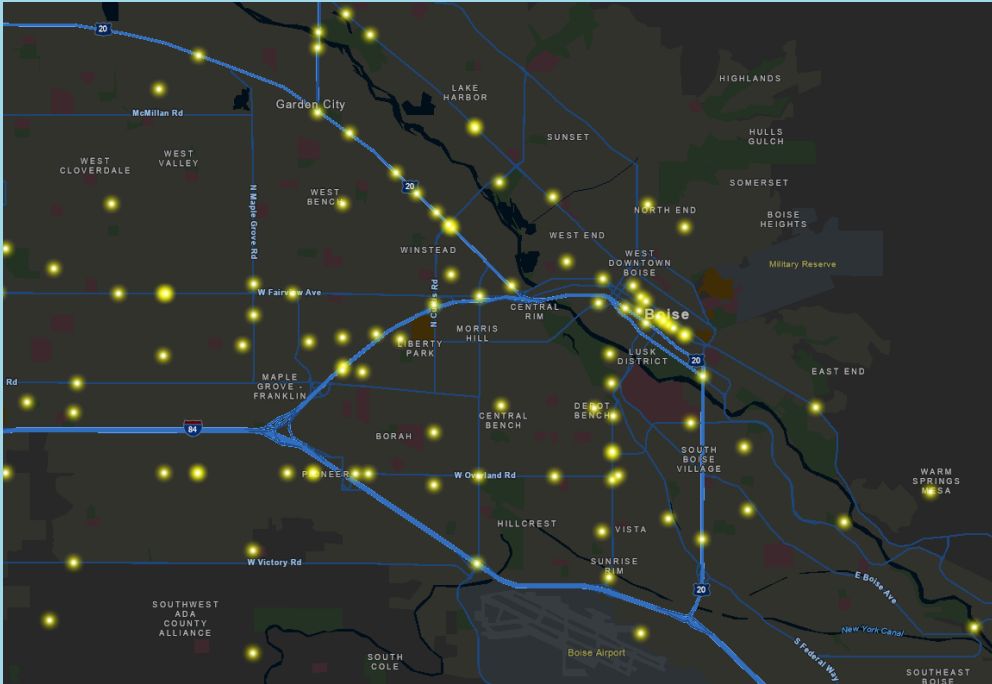 20
HIGHLANDS
LAKE
HARBOR
Garden City
McMillan Rd
SUNSET
HULLS
GULCH
WEST
CLOVERDALE
WEST
VALLEY
SOMERSET
20
WEST
BENCH
N Maple Grove Rd
NORTH END
BOISE
HEIGHTS
WEST END
WINSTEAD
WEST
DOWNTOWN
BOISE
Military Reserve
W Fairview Ave
CENTRAL
RIM
Boise
MORRIS
HILL
LIBERTY
PARK
LUSK
DISTRICT
20
EAST END
Rd
MAPLE
GROVE -
FRANKLIN
CENTRAL
BENCH
DEPOT
BENCH
84
BORAH
SOUTH
BOISE
VILLAGE
PIONEER
W Overland Rd
WARM
SPRINGS
MESA
HILLCREST
VISTA
W Victory Rd
SUNRISE
RIM
20
E Boise Ave
SOUTHWEST
ADA
COUNTY
ALLIANCE
New York Canal
SOUTH
COLE
Boise Airport
S Federal Way
SOUTHEAST
BOISE